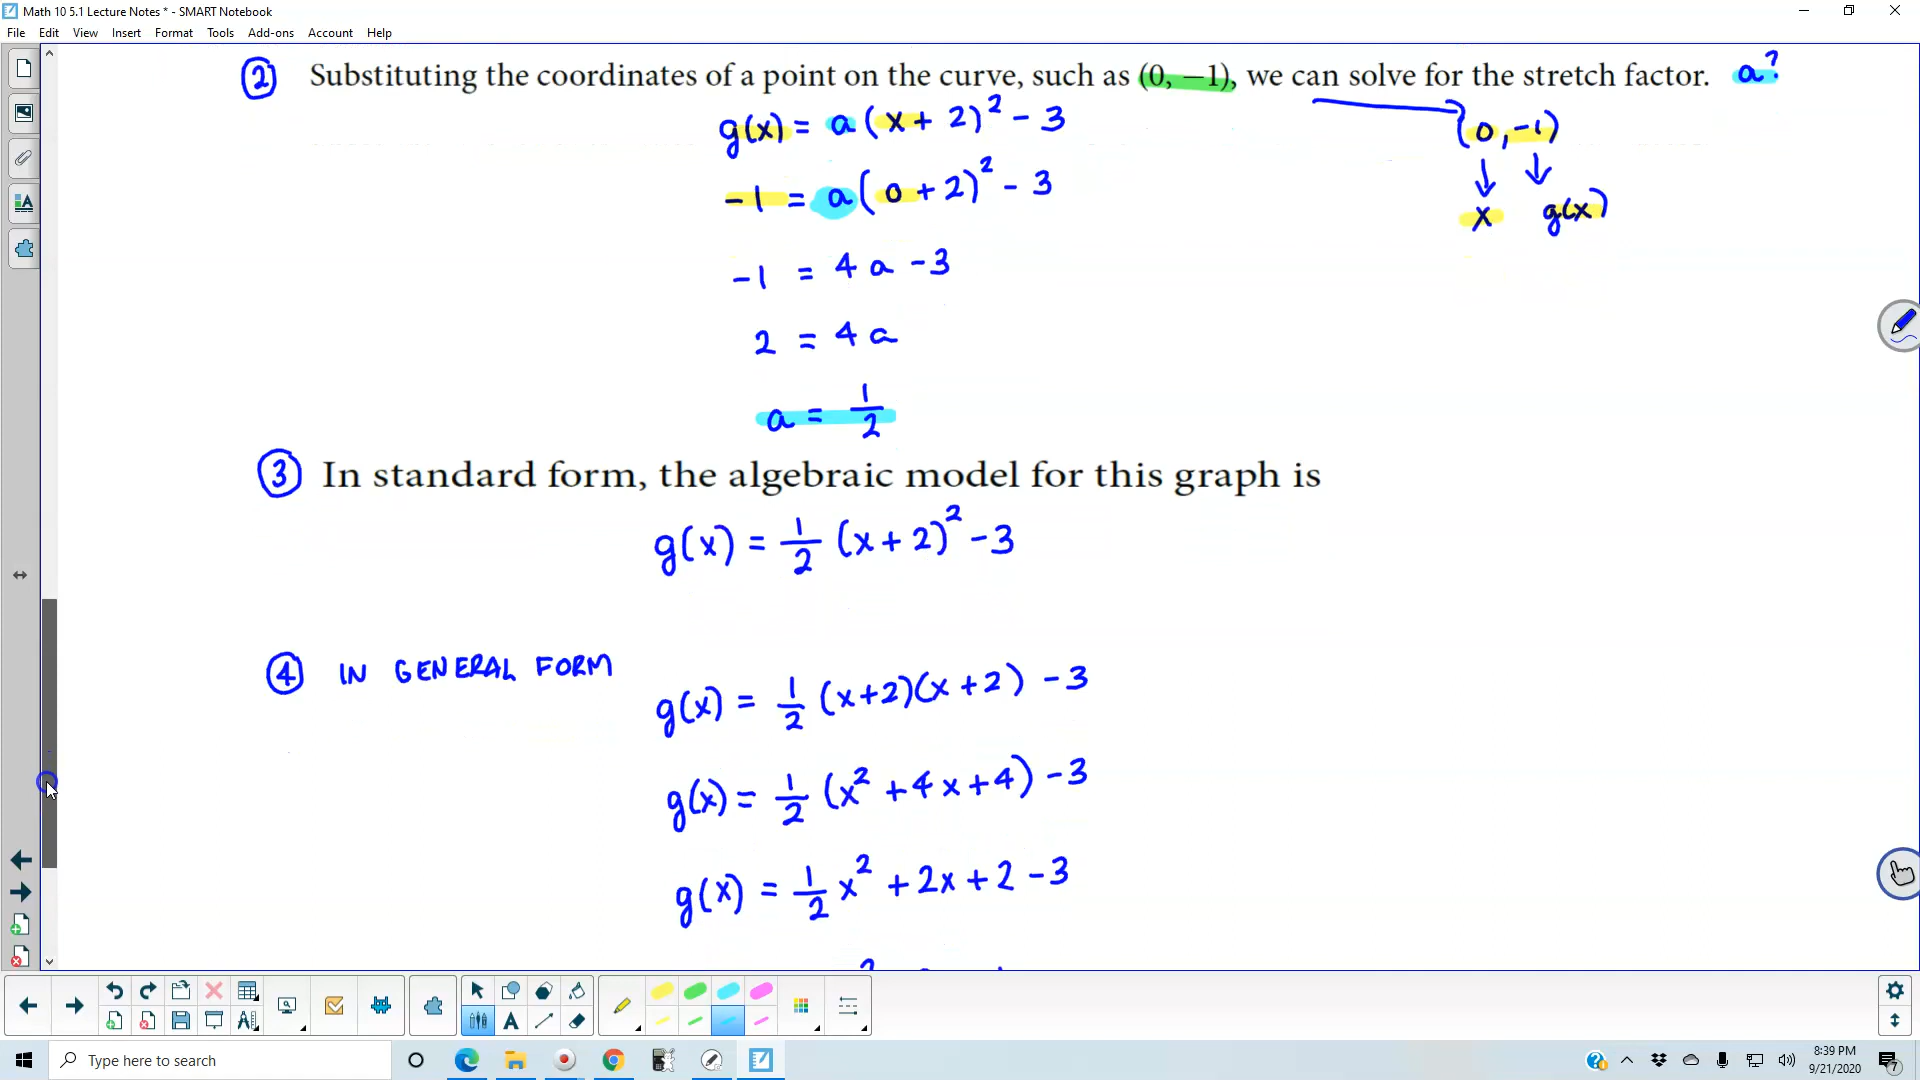 Math 10 5.1 Lecture Notes * - SMART Notebook
File Edit View Insert Format Tools Add-ons Account Help
② Substituting the coordinates of a point on the curve, such as (0, −1), we can solve for the stretch factor. a?
g(x) = a(x + 2)² - 3
(0, -1)
-1 = a(0 + 2)² - 3
x g(x)
-1 = 4a - 3
2 = 4a
a = 1/2
③ In standard form, the algebraic model for this graph is
g(x) = 1/2 (x+2)² - 3
④ IN GENERAL FORM
g(x) = 1/2 (x+2)(x+2) - 3
g(x) = 1/2 (x² + 4x + 4) - 3
g(x) = 1/2 x² + 2x + 2 - 3
Type here to search
8:39 PM
9/21/2020
7